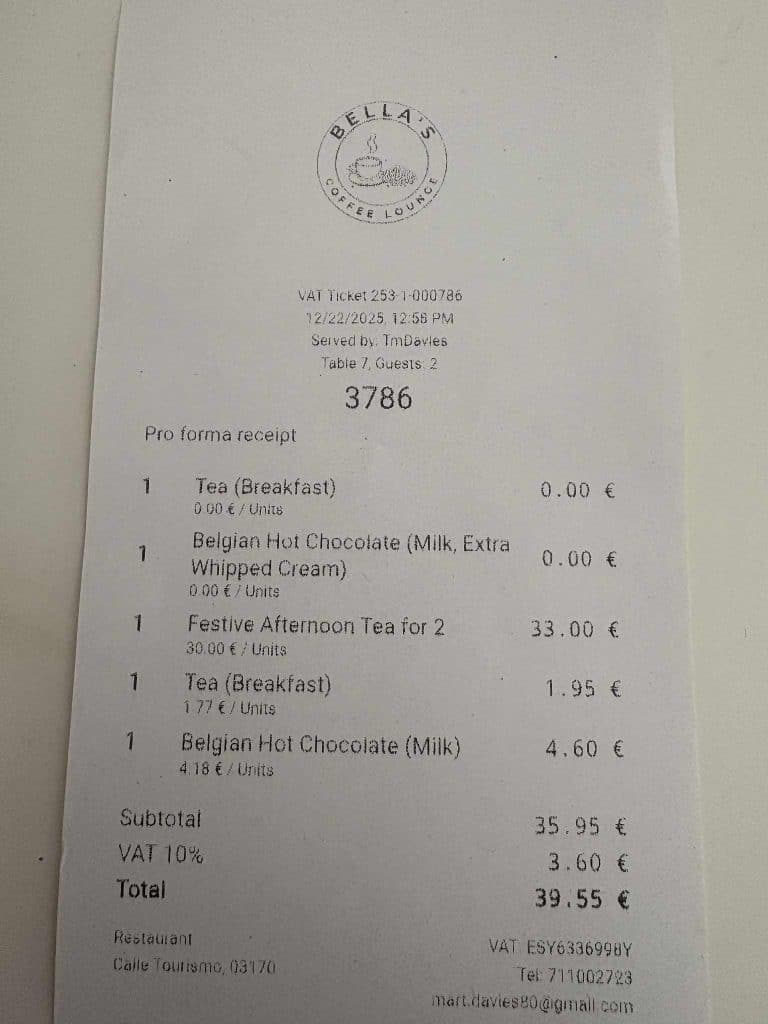 BELLA'S
COFFEE LOUNGE
VAT Ticket 253-1-000786
12/22/2025, 12:56 PM
Served by: TmDavies
Table 7, Guests: 2
3786
Pro forma receipt
1 Tea (Breakfast) 0.00 €
0.00 € / Units
1 Belgian Hot Chocolate (Milk, Extra
Whipped Cream) 0.00 €
0.00 € / Units
1 Festive Afternoon Tea for 2 33.00 €
30.00 € / Units
1 Tea (Breakfast) 1.95 €
1.77 € / Units
1 Belgian Hot Chocolate (Milk) 4.60 €
4.18 € / Units
Subtotal 35.95 €
VAT 10% 3.60 €
Total 39.55 €
Restaurant VAT: ESY6336998Y
Calle Tourismo, 03170 Tel: 711002723
mart.davies80@gmail.com